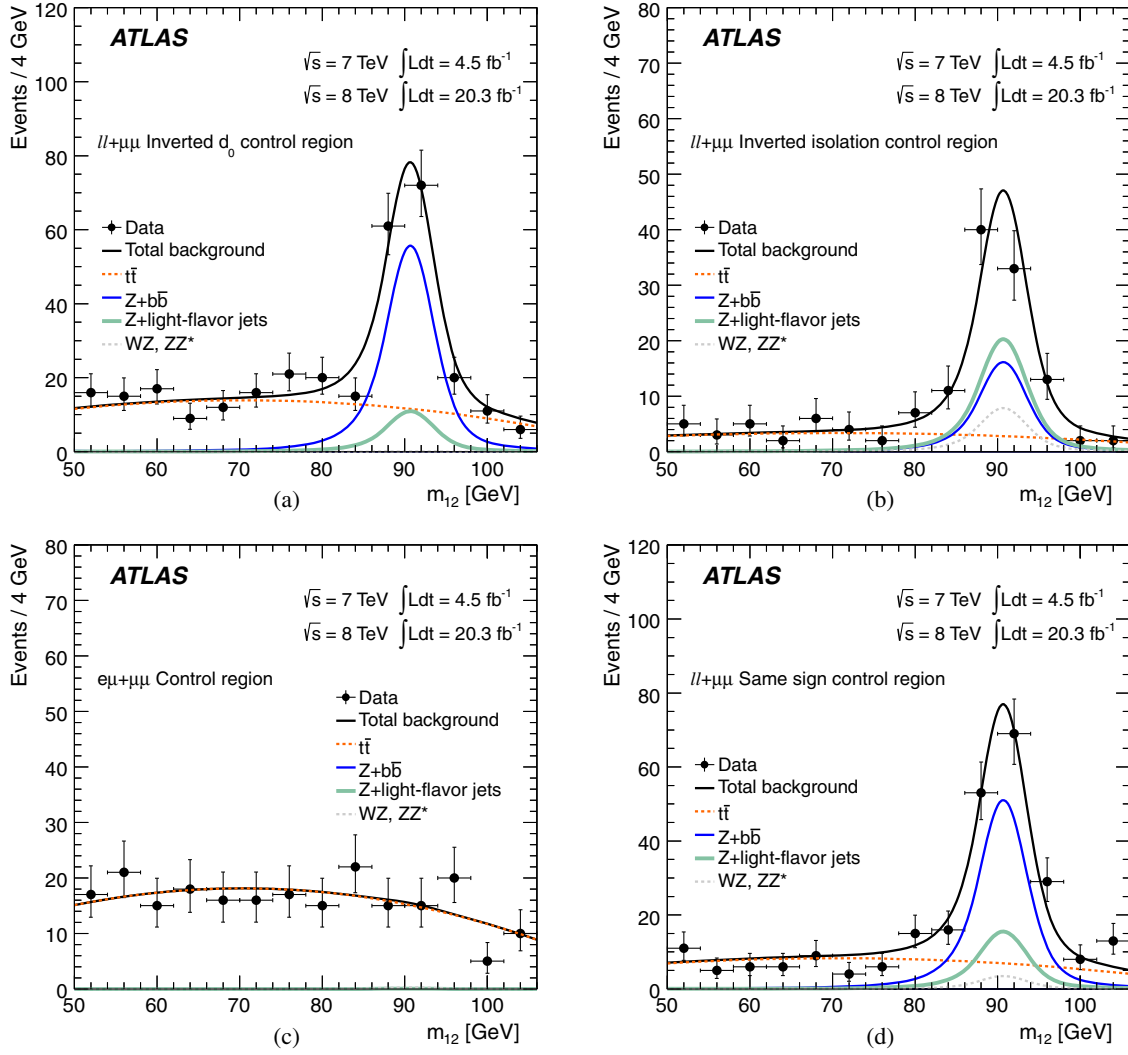 Events / 4 GeV
120
100
80
60
40
20
0
ATLAS
√s = 7 TeV ∫Ldt = 4.5 fb⁻¹
√s = 8 TeV ∫Ldt = 20.3 fb⁻¹
ll+μμ Inverted d₀ control region
Data
Total background
tt̄
Z+bb̄
Z+light-flavor jets
WZ, ZZ*
50 60 70 80 90 100
m₁₂ [GeV]
(a)
Events / 4 GeV
80
70
60
50
40
30
20
10
0
ATLAS
√s = 7 TeV ∫Ldt = 4.5 fb⁻¹
√s = 8 TeV ∫Ldt = 20.3 fb⁻¹
ll+μμ Inverted isolation control region
Data
Total background
tt̄
Z+bb̄
Z+light-flavor jets
WZ, ZZ*
50 60 70 80 90 100
m₁₂ [GeV]
(b)
Events / 4 GeV
80
70
60
50
40
30
20
10
0
ATLAS
√s = 7 TeV ∫Ldt = 4.5 fb⁻¹
√s = 8 TeV ∫Ldt = 20.3 fb⁻¹
eμ+μμ Control region
Data
Total background
tt̄
Z+bb̄
Z+light-flavor jets
WZ, ZZ*
50 60 70 80 90 100
m₁₂ [GeV]
(c)
Events / 4 GeV
120
100
80
60
40
20
0
ATLAS
√s = 7 TeV ∫Ldt = 4.5 fb⁻¹
√s = 8 TeV ∫Ldt = 20.3 fb⁻¹
ll+μμ Same sign control region
Data
Total background
tt̄
Z+bb̄
Z+light-flavor jets
WZ, ZZ*
50 60 70 80 90 100
m₁₂ [GeV]
(d)